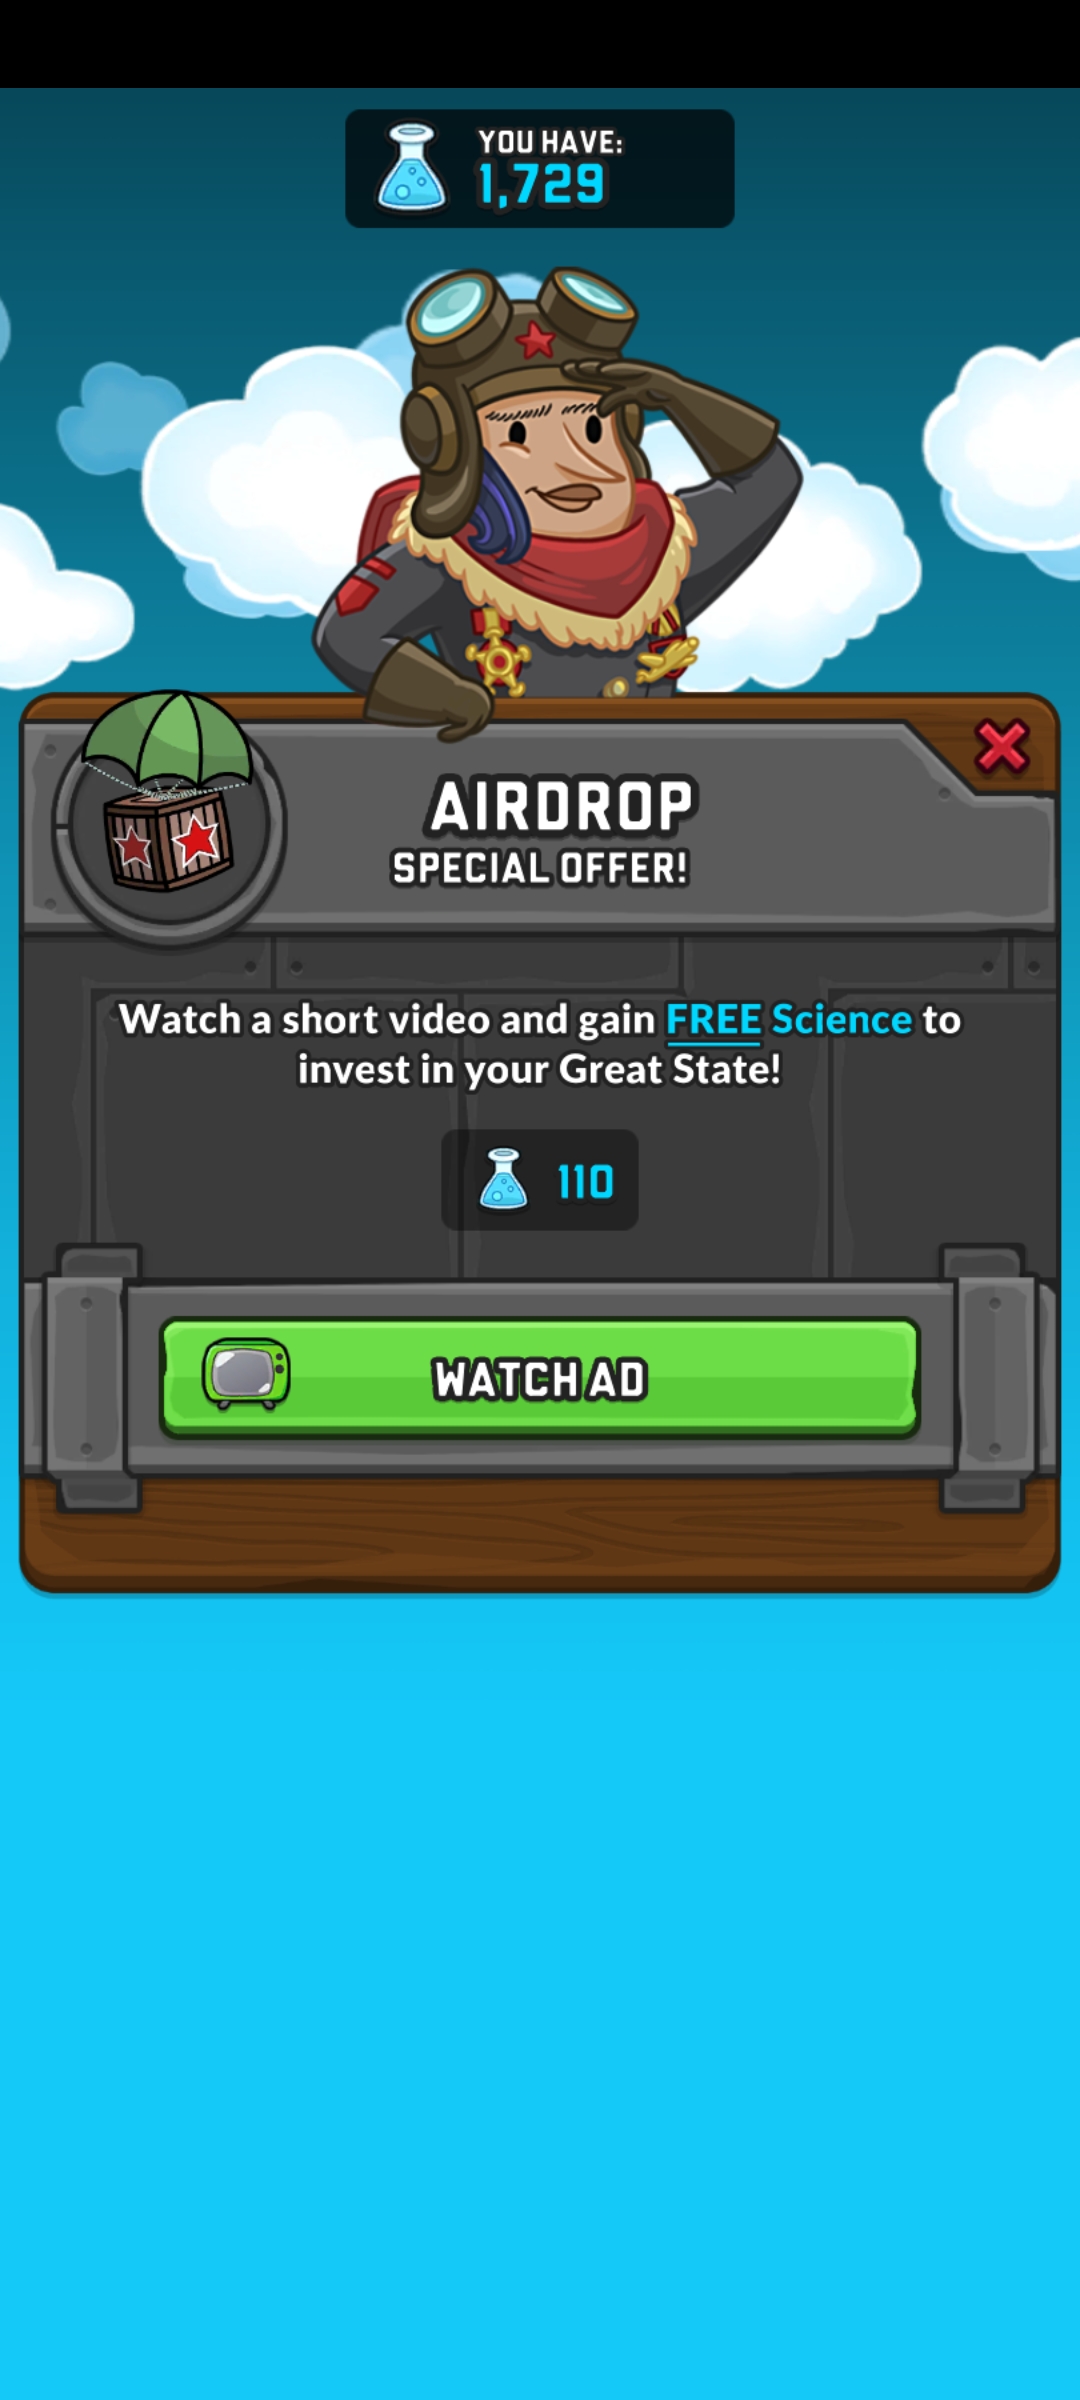 YOU HAVE:
1,729
AIRDROP
SPECIAL OFFER!
Watch a short video and gain FREE Science to
invest in your Great State!
110
WATCH AD